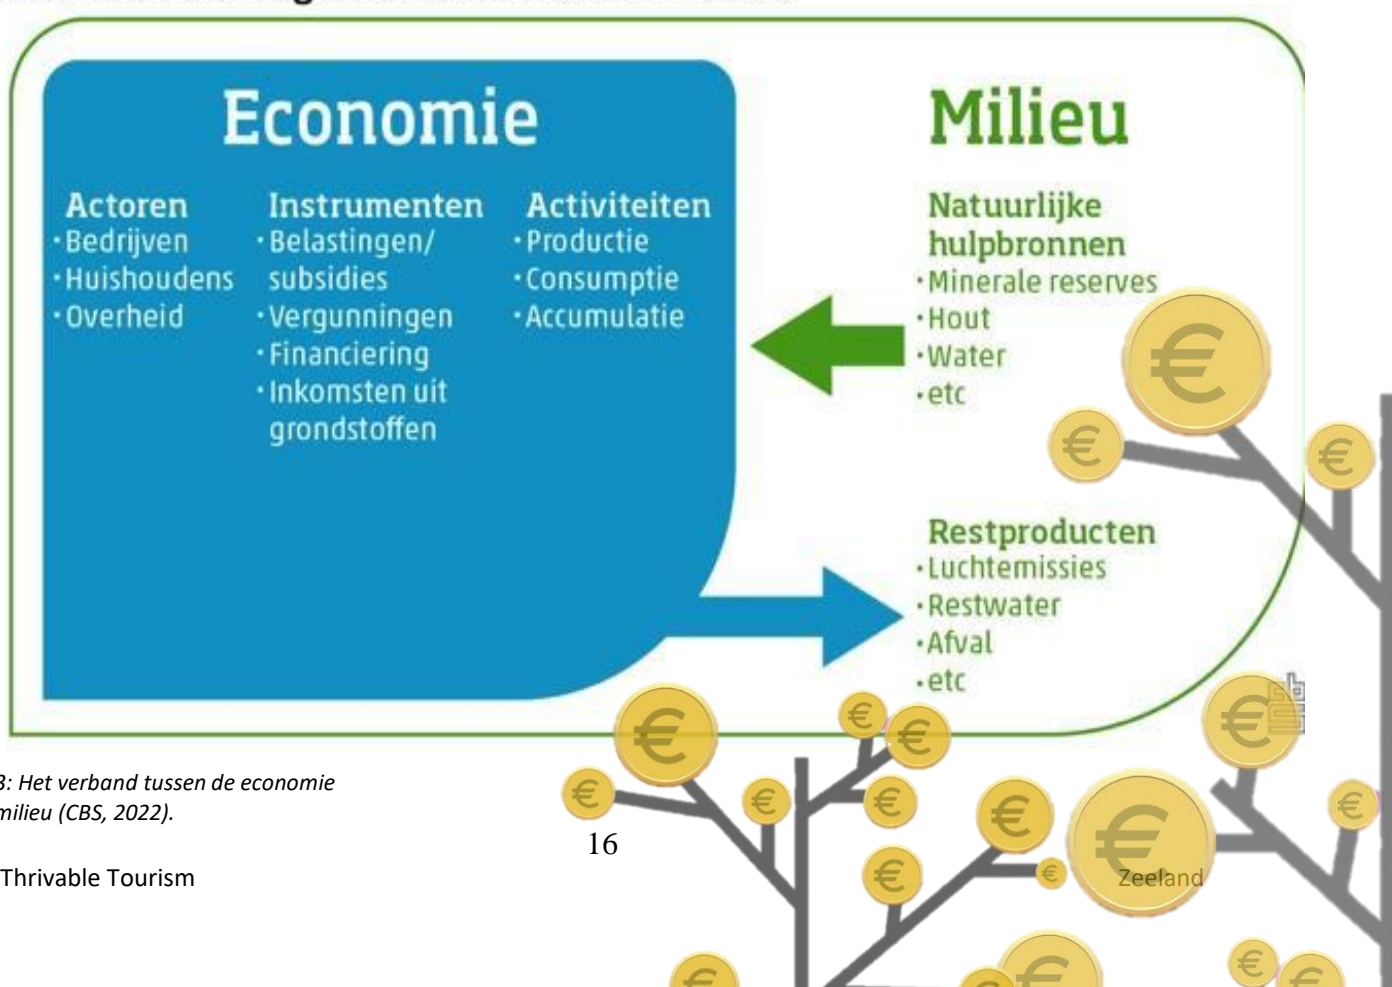 Economie
Actoren
·Bedrijven
·Huishoudens
·Overheid
Instrumenten
·Belastingen/
subsidies
·Vergunningen
·Financiering
·Inkomsten uit
grondstoffen
Activiteiten
·Productie
·Consumptie
·Accumulatie
Milieu
Natuurlijke
hulpbronnen
·Minerale reserves
·Hout
·Water
·etc
Restproducten
·Luchtemissies
·Restwater
·Afval
·etc
3: Het verband tussen de economie
milieu (CBS, 2022).
16
Thrivable Tourism
Zeeland